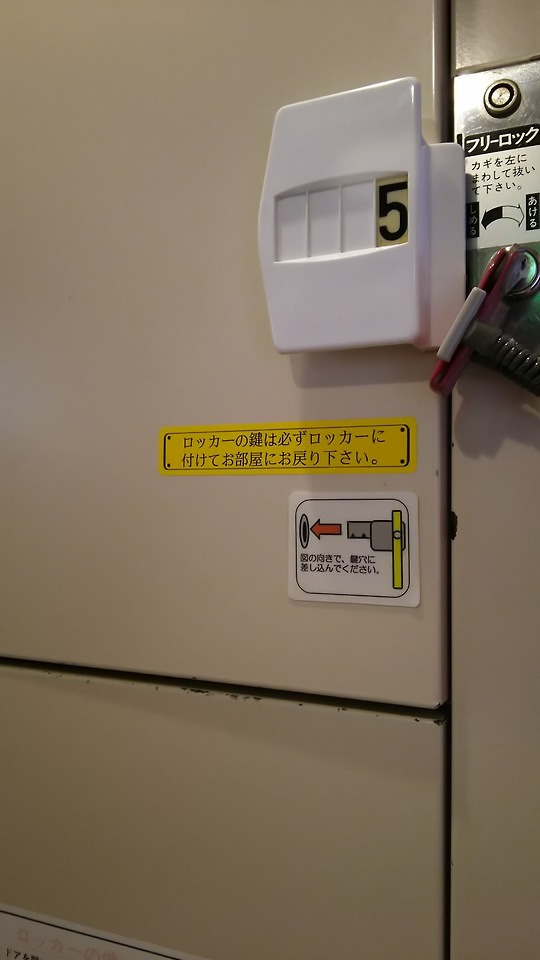 フリーロック
カギを左に
まわして抜い
て下さい。
しめる
あける
5
ロッカーの鍵は必ずロッカーに
付けてお部屋にお戻り下さい。
図の向きで、鍵穴に
差し込んでください。
ロッカーの